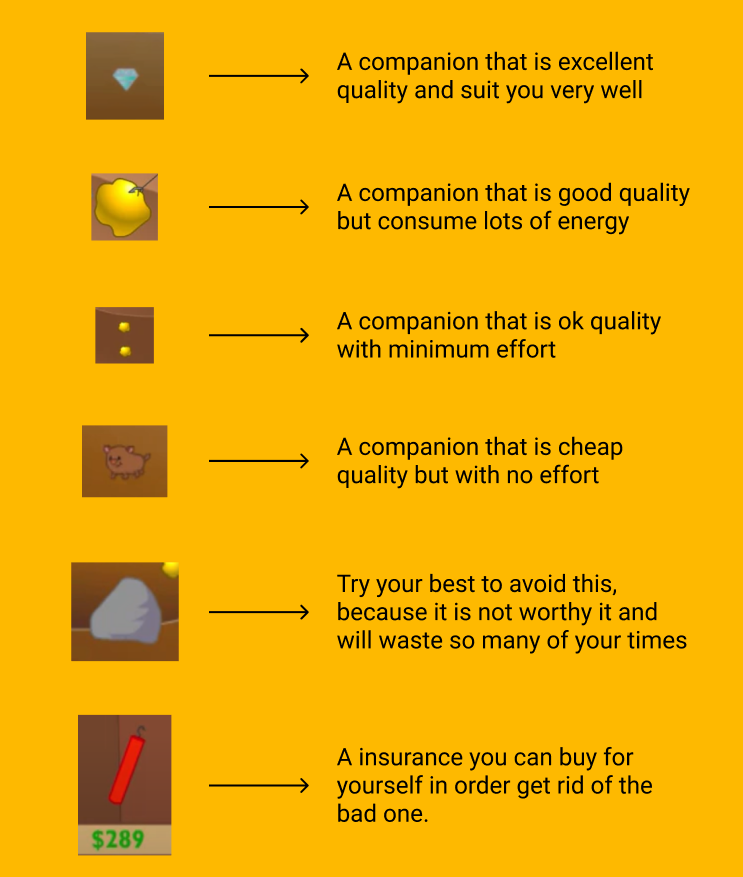 A companion that is excellent
quality and suit you very well
A companion that is good quality
but consume lots of energy
A companion that is ok quality
with minimum effort
A companion that is cheap
quality but with no effort
Try your best to avoid this,
because it is not worthy it and
will waste so many of your times
A insurance you can buy for
yourself in order get rid of the
bad one.
$289